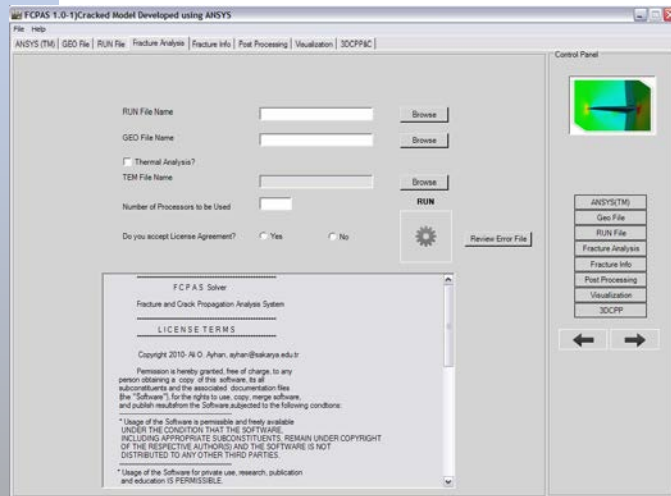 FCPAS 1.0-1)Cracked Model Developed using ANSYS
File Help
ANSYS (TM) GEO File RUN File Fracture Analysis Fracture Info Post Processing Visualization 3DCPP&C
Control Panel
RUN File Name
Browse
GEO File Name
Browse
Thermal Analysis?
TEM File Name
Browse
Number of Processors to be Used
RUN
Do you accept License Agreement?
Yes
No
Review Error File
FCPAS Solver
Fracture and Crack Propagation Analysis System
LICENSE TERMS
Copyright 2010- Ali O. Ayhan, ayhan@sakarya.edu.tr
Permission is hereby granted, free of charge, to any
person obtaining a copy of this software, its all
subconstituents and the associated documentation files
(the "Software"), for the rights to use, copy, merge software,
and publish resultsfrom the Software,subjected to the following condtions:
* Usage of the Software is permissible and freely available
UNDER THE CONDITION THAT THE SOFTWARE,
INCLUDING APPROPRIATE SUBCONSTITUENTS, REMAIN UNDER COPYRIGHT
OF THE RESPECTIVE AUTHOR(S) AND THE SOFTWARE IS NOT
DISTRIBUTED TO ANY OTHER THIRD PARTIES.
* Usage of the Software for private use, research, publication
and education IS PERMISSIBLE.
ANSYS(TM)
Geo File
RUN File
Fracture Analysis
Fracture Info
Post Processing
Visualization
3DCPP